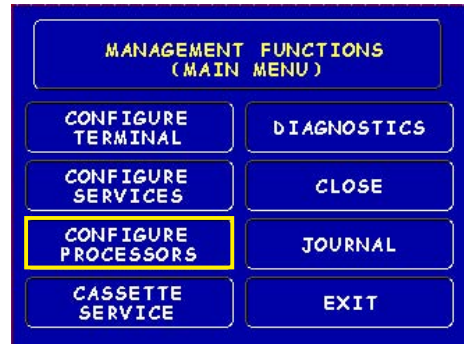 MANAGEMENT FUNCTIONS
(MAIN MENU)
CONFIGURE
TERMINAL
DIAGNOSTICS
CONFIGURE
SERVICES
CLOSE
CONFIGURE
PROCESSORS
JOURNAL
CASSETTE
SERVICE
EXIT